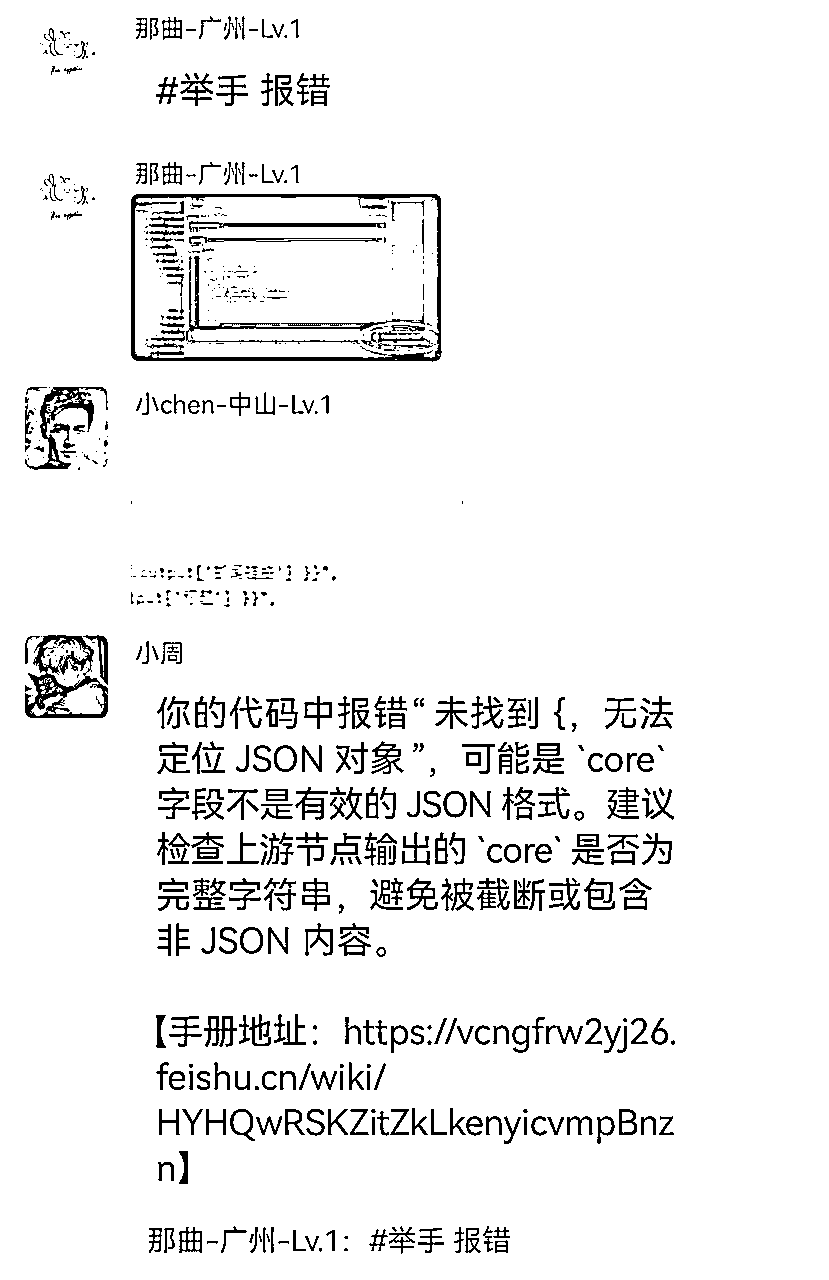 那曲-广州-Lv.1
#举手 报错
那曲-广州-Lv.1
小chen-中山-Lv.1
小周
你的代码中报错“ 未找到 {，无法
定位 JSON 对象 ”，可能是 `core`
字段不是有效的 JSON 格式。建议
检查上游节点输出的 `core` 是否为
完整字符串，避免被截断或包含
非 JSON 内容。
【手册地址：https://vcngfrw2yj26.
feishu.cn/wiki/
HYHQwRSKZitZkLkenyicvmpBnz
n】
那曲-广州-Lv.1：#举手 报错